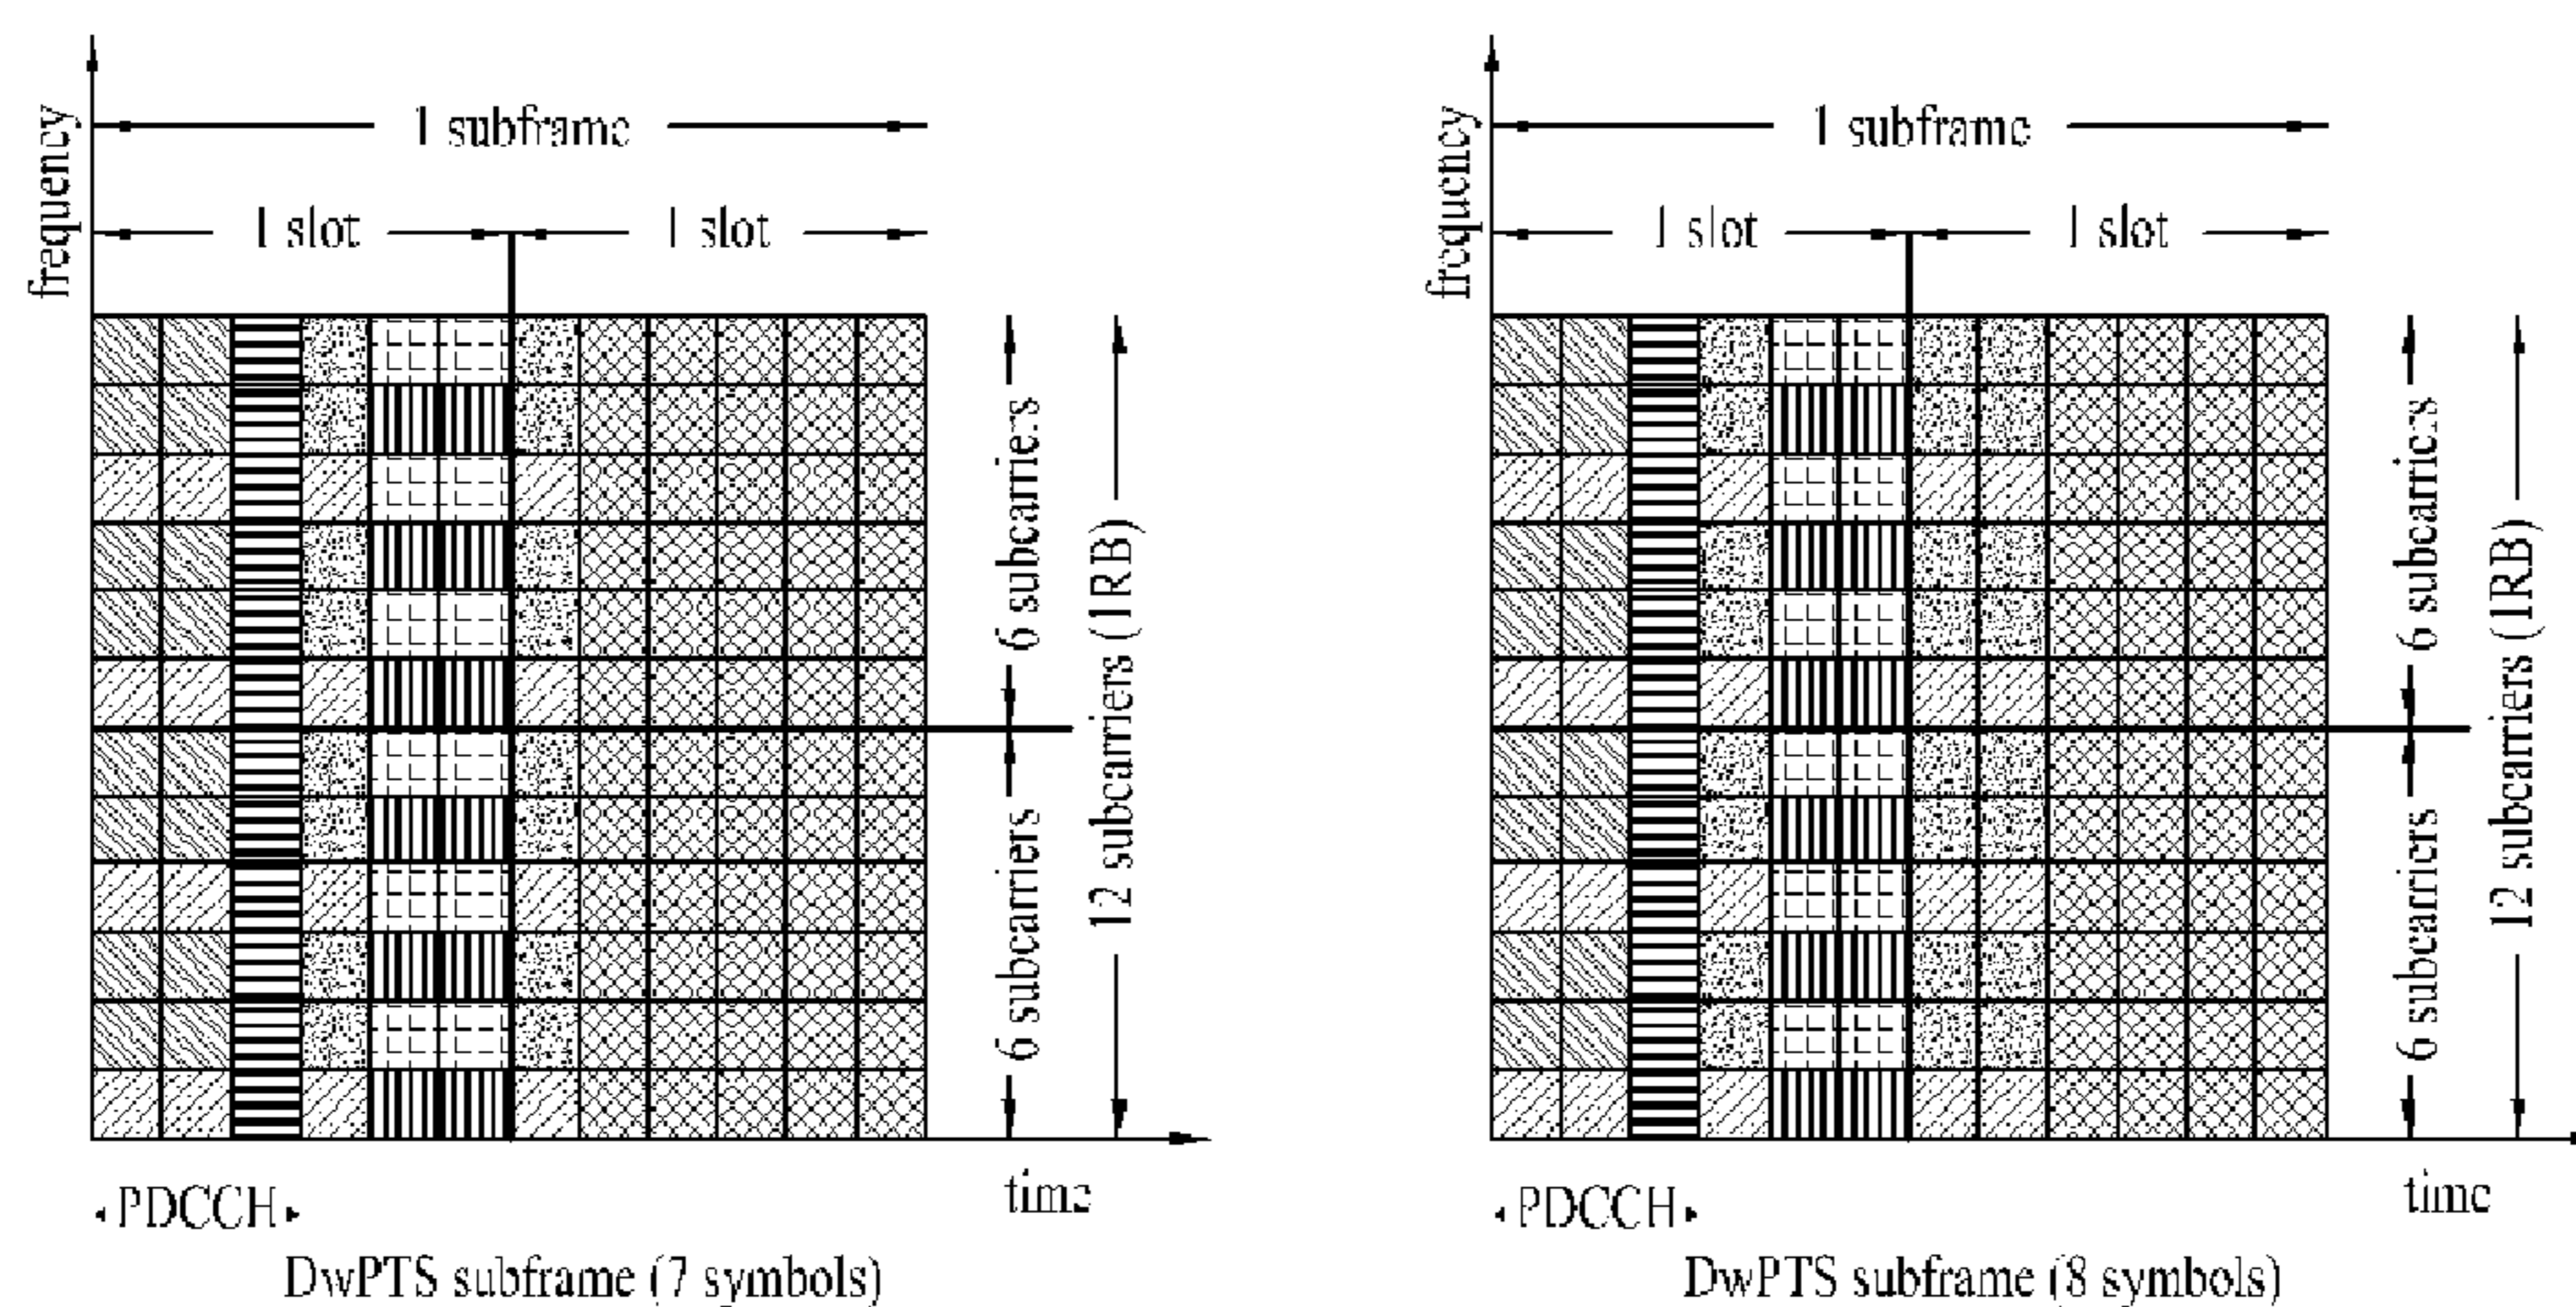 frequency
1 subframe
1 slot
1 slot
6 subcarriers
6 subcarriers
12 subcarriers (1RB)
time
PDCCH
DwPTS subframe (7 symbols)
frequency
1 subframe
1 slot
1 slot
6 subcarriers
6 subcarriers
12 subcarriers (1RB)
time
PDCCH
DwPTS subframe (8 symbols)